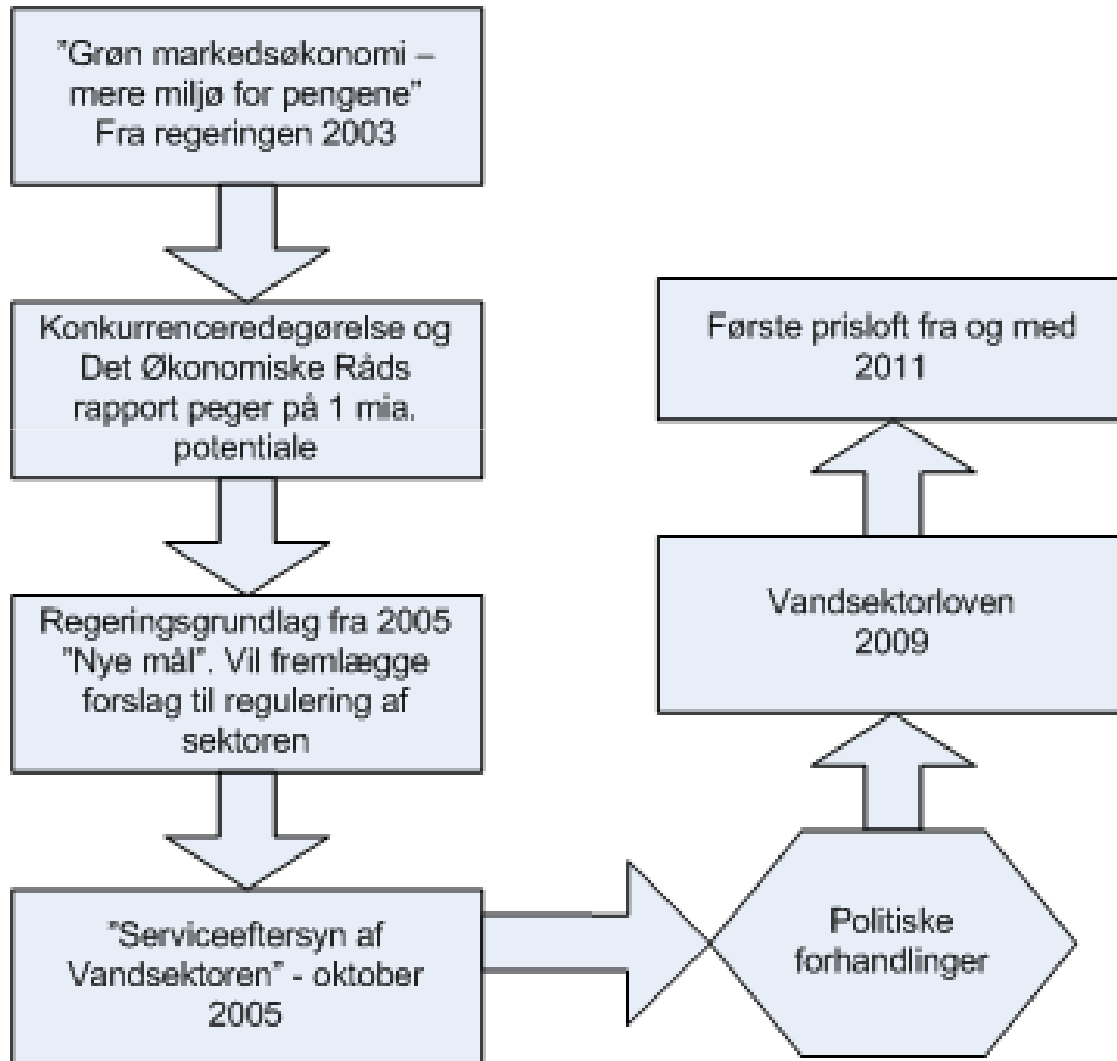 "Grøn markedsøkonomi –
mere miljø for pengene"
Fra regeringen 2003
Konkurrenceredegørelse og
Det Økonomiske Råds
rapport peger på 1 mia.
potentiale
Regeringsgrundlag fra 2005
"Nye mål". Vil fremlægge
forslag til regulering af
sektoren
"Serviceeftersyn af
Vandsektoren" - oktober
2005
Politiske
forhandlinger
Vandsektorloven
2009
Første prisloft fra og med
2011